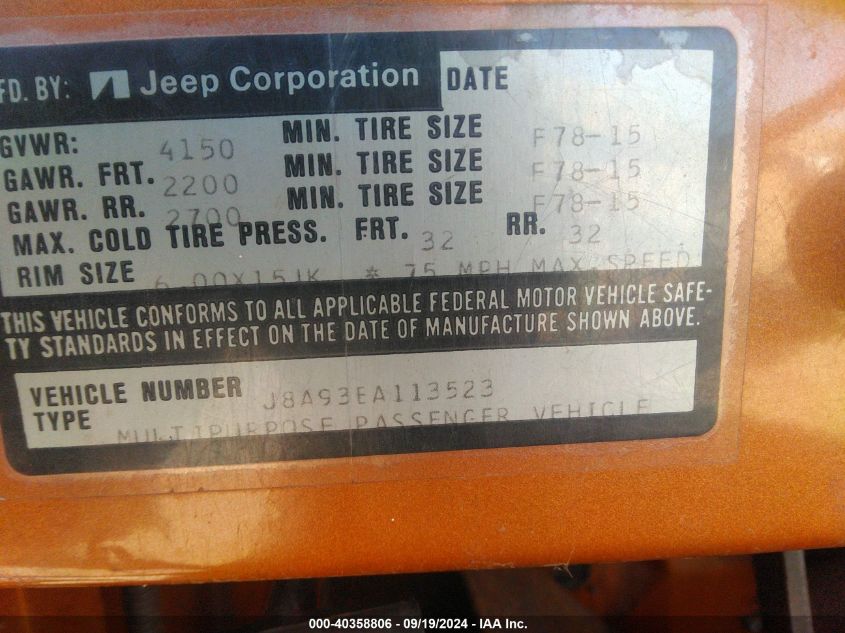 FD. BY: Jeep Corporation DATE
GVWR: 4150 MIN. TIRE SIZE F78-15
GAWR. FRT. 2200 MIN. TIRE SIZE F78-15
GAWR. RR. 2700 MIN. TIRE SIZE F78-15
MAX. COLD TIRE PRESS. FRT. 32 RR. 32
RIM SIZE 6.00X15JK * 75 MPH MAX.SPEED
THIS VEHICLE CONFORMS TO ALL APPLICABLE FEDERAL MOTOR VEHICLE SAFE-
TY STANDARDS IN EFFECT ON THE DATE OF MANUFACTURE SHOWN ABOVE.
VEHICLE NUMBER J8A93EA113523
TYPE MULTIPURPOSE PASSENGER VEHICLE
000-40358806 - 09/19/2024 - IAA Inc.